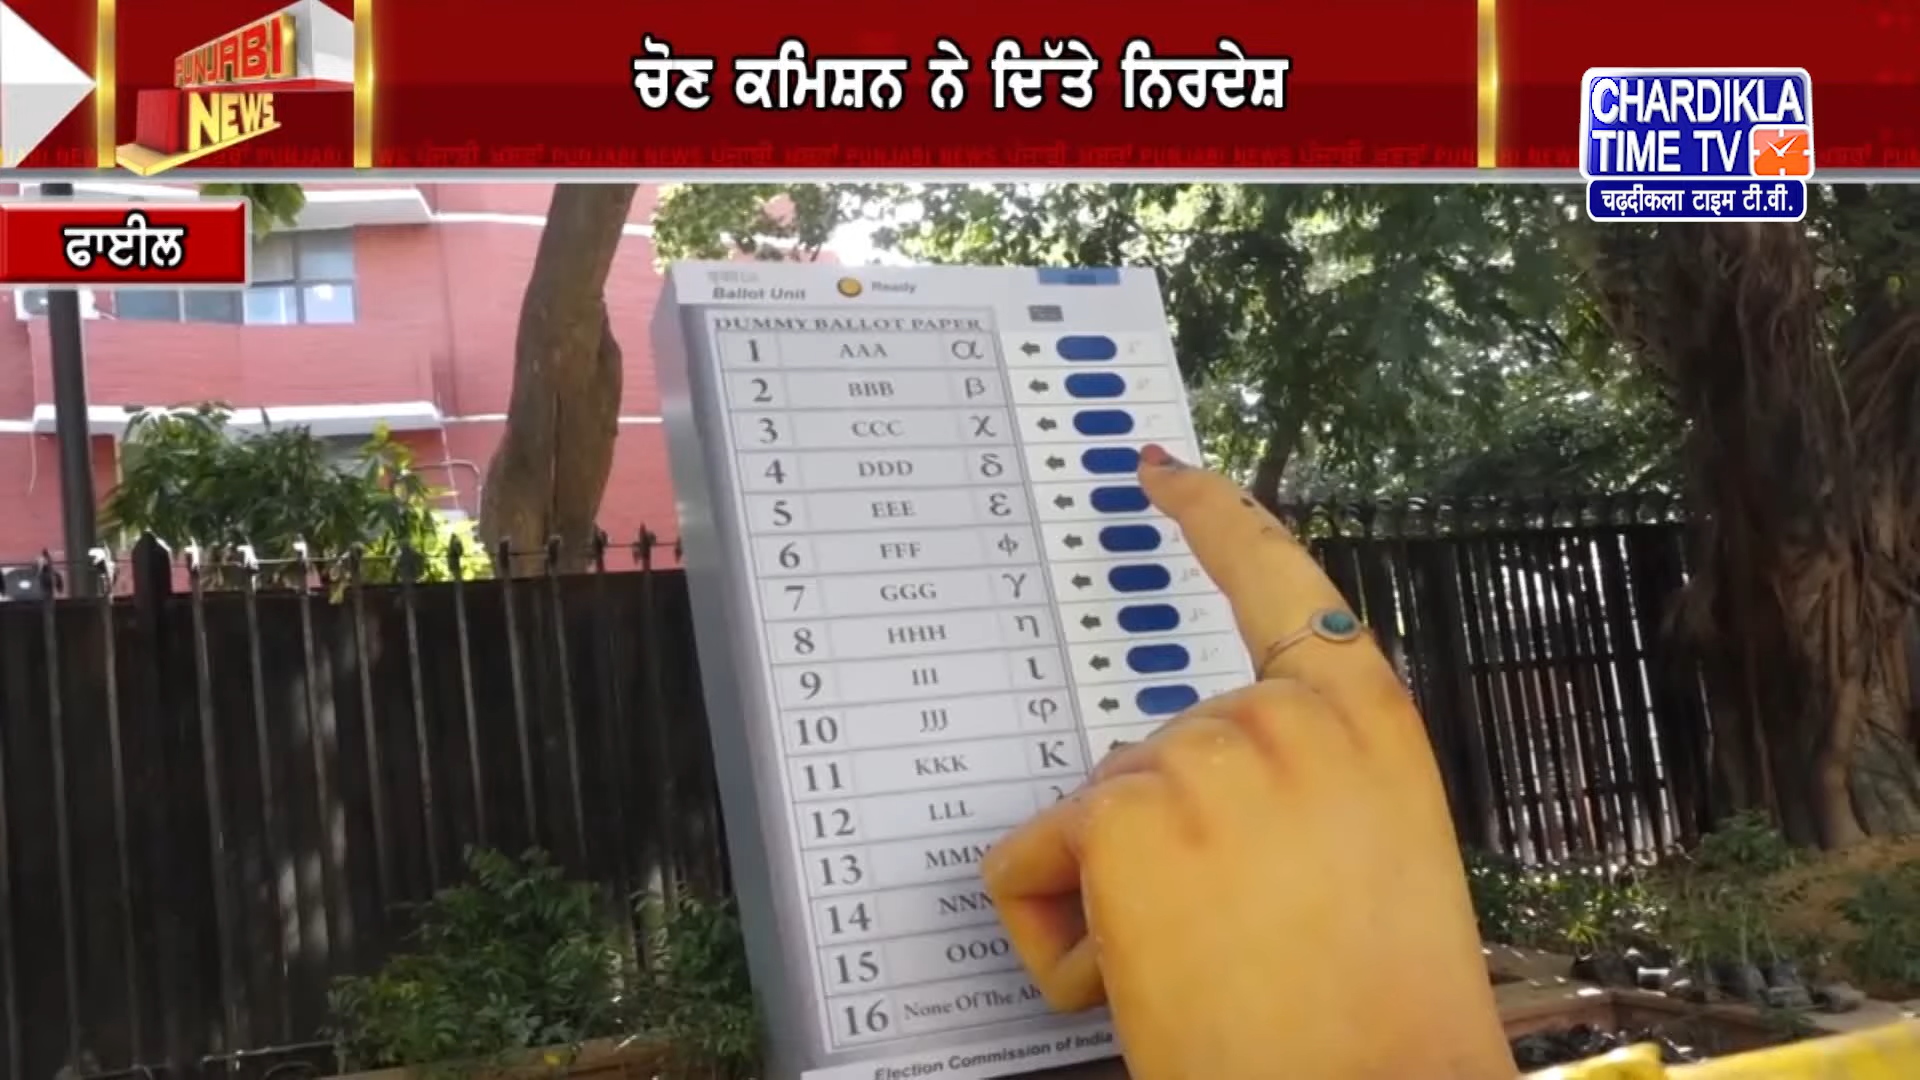 PUNJABI
NEWS
ਚੋਣ ਕਮਿਸ਼ਨ ਨੇ ਦਿੱਤੇ ਨਿਰਦੇਸ਼
CHARDIKLA
TIME TV
चढ़दीकला टाइम टी.वी.
ਫਾਈਲ
Ballot Unit Ready
DUMMY BALLOT PAPER
1 AAA α
2 BBB β
3 CCC χ
4 DDD δ
5 EEE ε
6 FFF ϕ
7 GGG γ
8 HHH η
9 III ι
10 JJJ φ
11 KKK K
12 LLL
13 MMM
14 NNN
15 OOO
16 None Of The
Election Commission of India